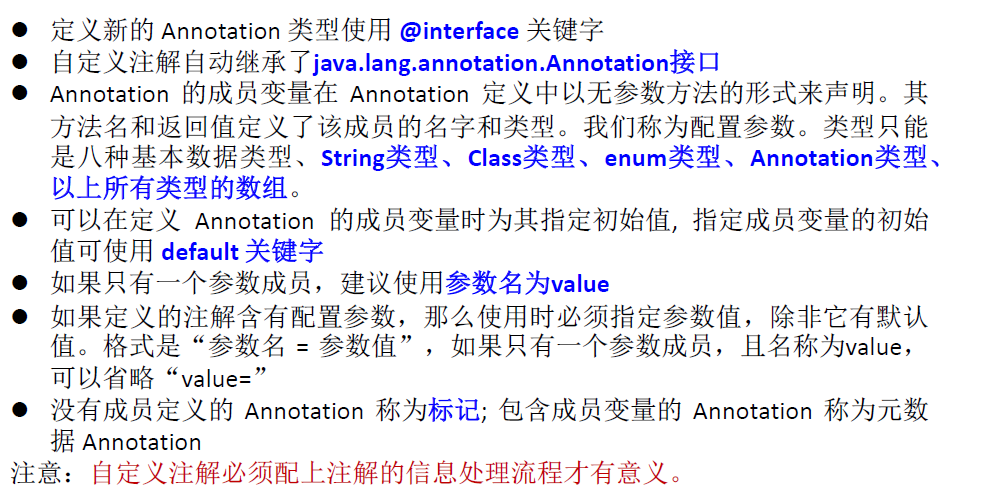 ● 定义新的 Annotation 类型使用 @interface 关键字
● 自定义注解自动继承了java.lang.annotation.Annotation接口
● Annotation 的成员变量在 Annotation 定义中以无参数方法的形式来声明。其
方法名和返回值定义了该成员的名字和类型。我们称为配置参数。类型只能
是八种基本数据类型、String类型、Class类型、enum类型、Annotation类型、
以上所有类型的数组。
● 可以在定义 Annotation 的成员变量时为其指定初始值, 指定成员变量的初始
值可使用 default 关键字
● 如果只有一个参数成员，建议使用参数名为value
● 如果定义的注解含有配置参数，那么使用时必须指定参数值，除非它有默认
值。格式是“参数名 = 参数值”，如果只有一个参数成员，且名称为value，
可以省略“value=”
● 没有成员定义的 Annotation 称为标记; 包含成员变量的 Annotation 称为元数
据 Annotation
注意：自定义注解必须配上注解的信息处理流程才有意义。